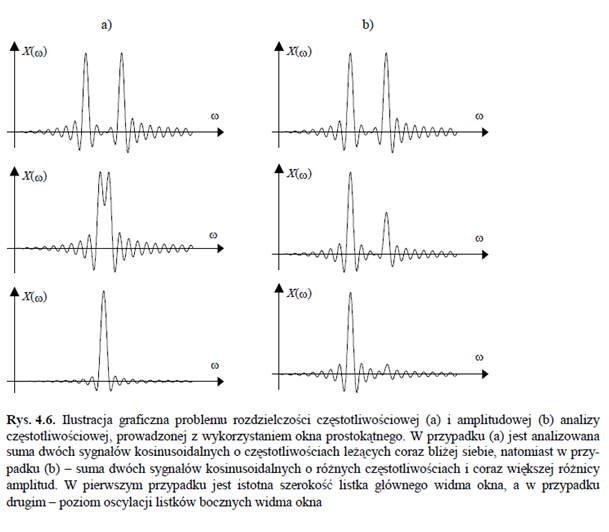 a)
b)
X(ω)
ω
X(ω)
ω
X(ω)
ω
X(ω)
ω
X(ω)
ω
X(ω)
ω
Rys. 4.6. Ilustracja graficzna problemu rozdzielczości częstotliwościowej (a) i amplitudowej (b) analizy
częstotliwościowej, prowadzonej z wykorzystaniem okna prostokątnego. W przypadku (a) jest analizowana
suma dwóch sygnałów kosinusoidalnych o częstotliwościach leżących coraz bliżej siebie, natomiast w przy-
padku (b) – suma dwóch sygnałów kosinusoidalnych o różnych częstotliwościach i coraz większej różnicy
amplitud. W pierwszym przypadku jest istotna szerokość listka głównego widma okna, a w przypadku
drugim – poziom oscylacji listków bocznych widma okna